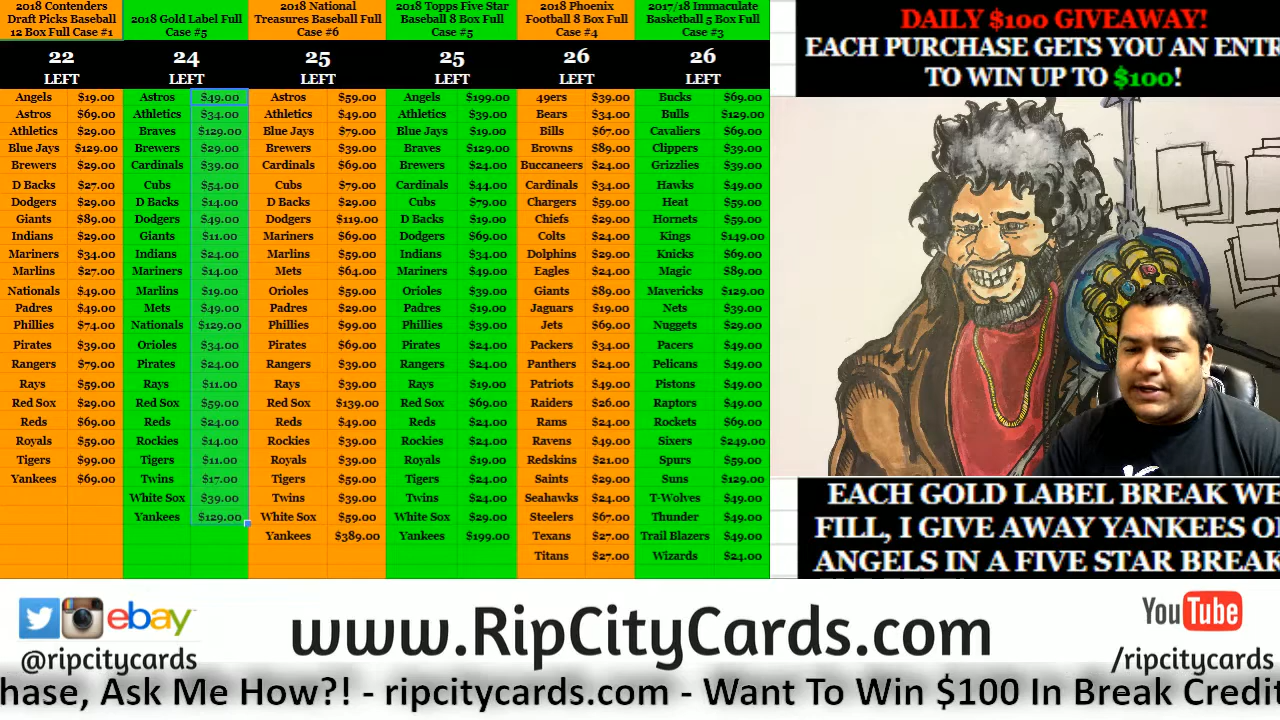 2018 Contenders
Draft Picks Baseball
12 Box Full Case #1
22
LEFT
Angels $19.00
Astros $69.00
Athletics $29.00
Blue Jays $129.00
Brewers $29.00
D Backs $27.00
Dodgers $29.00
Giants $89.00
Indians $29.00
Mariners $34.00
Marlins $27.00
Nationals $49.00
Padres $49.00
Phillies $74.00
Pirates $39.00
Rangers $79.00
Rays $59.00
Red Sox $29.00
Reds $69.00
Royals $59.00
Tigers $99.00
Yankees $69.00
2018 Gold Label Full
Case #5
24
LEFT
Astros $49.00
Athletics $34.00
Braves $129.00
Brewers $29.00
Cardinals $39.00
Cubs $54.00
D Backs $14.00
Dodgers $49.00
Giants $11.00
Indians $24.00
Mariners $14.00
Marlins $19.00
Mets $49.00
Nationals $129.00
Orioles $34.00
Pirates $24.00
Rays $11.00
Red Sox $59.00
Reds $24.00
Rockies $14.00
Tigers $11.00
Twins $17.00
White Sox $39.00
Yankees $129.00
2018 National
Treasures Baseball Full
Case #6
25
LEFT
Astros $59.00
Athletics $49.00
Blue Jays $79.00
Brewers $39.00
Cardinals $69.00
Cubs $79.00
D Backs $29.00
Dodgers $119.00
Mariners $69.00
Marlins $59.00
Mets $64.00
Orioles $59.00
Padres $29.00
Phillies $99.00
Pirates $69.00
Rangers $39.00
Rays $39.00
Red Sox $139.00
Reds $49.00
Rockies $39.00
Royals $39.00
Tigers $59.00
Twins $39.00
White Sox $59.00
Yankees $389.00
2018 Topps Five Star
Baseball 8 Box Full
Case #5
25
LEFT
Angels $199.00
Athletics $39.00
Blue Jays $19.00
Braves $129.00
Brewers $24.00
Cardinals $44.00
Cubs $79.00
D Backs $19.00
Dodgers $69.00
Indians $34.00
Mariners $49.00
Orioles $39.00
Padres $19.00
Phillies $39.00
Pirates $24.00
Rangers $24.00
Rays $19.00
Red Sox $69.00
Reds $24.00
Rockies $24.00
Royals $19.00
Tigers $24.00
Twins $24.00
White Sox $29.00
Yankees $199.00
2018 Phoenix
Football 8 Box Full
Case #4
26
LEFT
49ers $39.00
Bears $34.00
Bills $67.00
Browns $89.00
Buccaneers $24.00
Cardinals $34.00
Chargers $59.00
Chiefs $29.00
Colts $24.00
Dolphins $29.00
Eagles $24.00
Giants $89.00
Jaguars $19.00
Jets $69.00
Packers $34.00
Panthers $24.00
Patriots $49.00
Raiders $26.00
Rams $24.00
Ravens $49.00
Redskins $21.00
Saints $29.00
Seahawks $24.00
Steelers $67.00
Texans $27.00
Titans $27.00
2017/18 Immaculate
Basketball 5 Box Full
Case #3
26
LEFT
Bucks $69.00
Bulls $129.00
Cavaliers $69.00
Clippers $39.00
Grizzlies $39.00
Hawks $49.00
Heat $59.00
Hornets $59.00
Kings $149.00
Knicks $69.00
Magic $89.00
Mavericks $129.00
Nets $39.00
Nuggets $29.00
Pacers $49.00
Pelicans $49.00
Pistons $49.00
Raptors $49.00
Rockets $69.00
Sixers $249.00
Spurs $59.00
Suns $129.00
T-Wolves $49.00
Thunder $49.00
Trail Blazers $49.00
Wizards $24.00
DAILY $100 GIVEAWAY!
EACH PURCHASE GETS YOU AN ENTR
TO WIN UP TO $100!
EACH GOLD LABEL BREAK WE
FILL, I GIVE AWAY YANKEES O
ANGELS IN A FIVE STAR BREAK
ebay
@ripcitycards
www.RipCityCards.com
YouTube
/ripcitycards
hase, Ask Me How?! - ripcitycards.com - Want To Win $100 In Break Credit